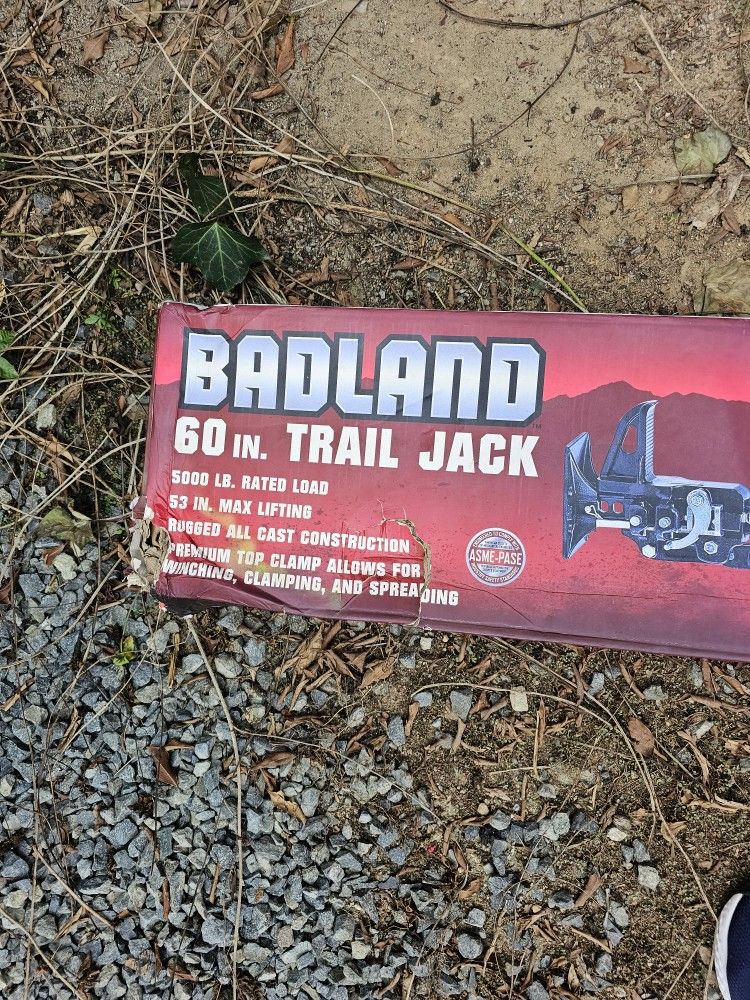 BADLAND™
60 IN. TRAIL JACK
5000 LB. RATED LOAD
53 IN. MAX LIFTING
RUGGED ALL CAST CONSTRUCTION
PREMIUM TOP CLAMP ALLOWS FOR
WINCHING, CLAMPING, AND SPREADING
ASME-PASE